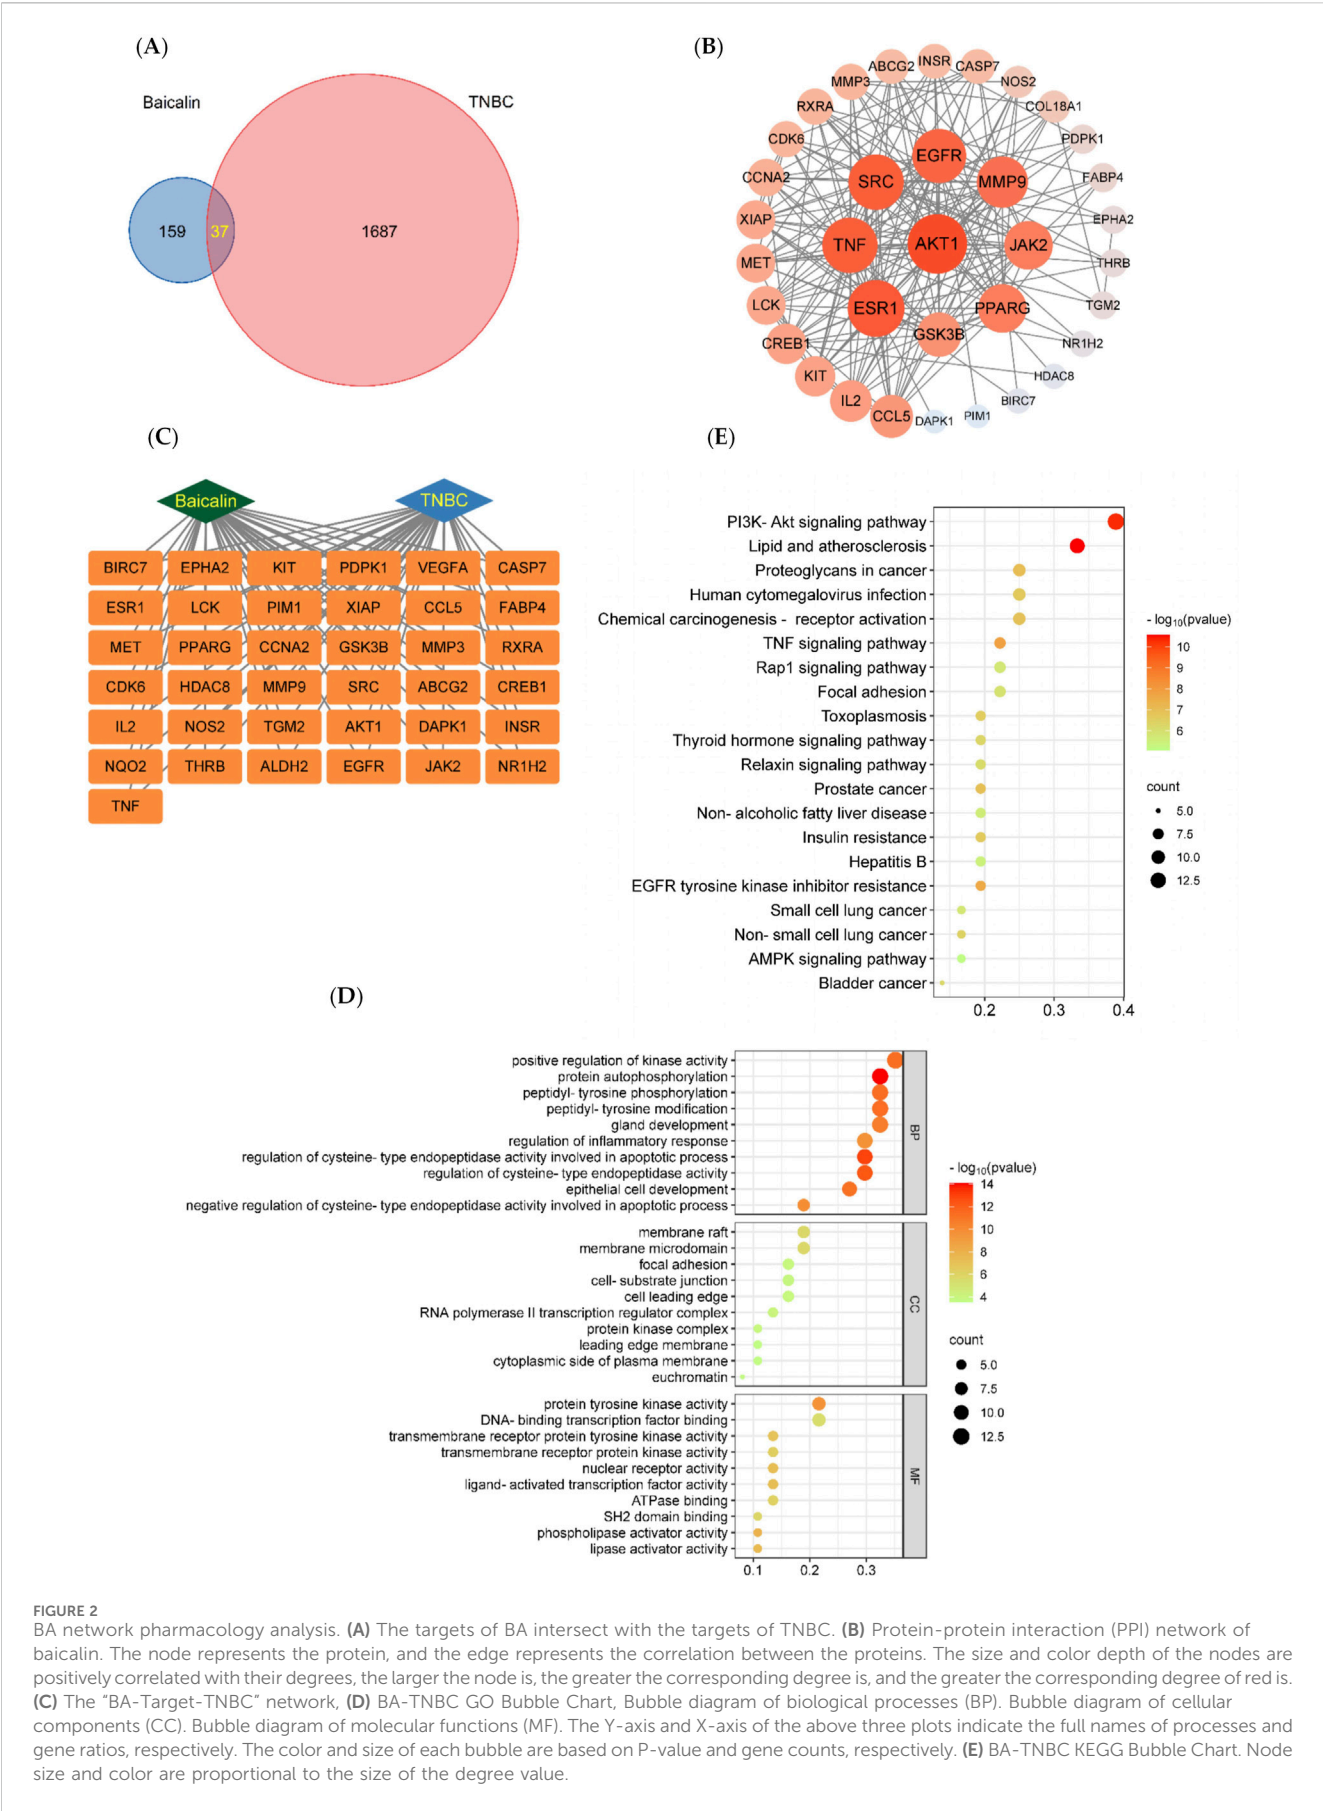 (A)
Baicalin
TNBC
159
37
1687
(B)
ABCG2
INSR
CASP7
MMP3
NOS2
RXRA
COL18A1
CDK6
PDPK1
EGFR
CCNA2
SRC
MMP9
FABP4
XIAP
EPHA2
TNF
AKT1
JAK2
MET
THRB
LCK
ESR1
PPARG
TGM2
CREB1
GSK3B
NR1H2
KIT
HDAC8
IL2
BIRC7
CCL5
DAPK1
PIM1
(C)
Baicalin
TNBC
BIRC7 EPHA2 KIT PDPK1 VEGFA CASP7
ESR1 LCK PIM1 XIAP CCL5 FABP4
MET PPARG CCNA2 GSK3B MMP3 RXRA
CDK6 HDAC8 MMP9 SRC ABCG2 CREB1
IL2 NOS2 TGM2 AKT1 DAPK1 INSR
NQO2 THRB ALDH2 EGFR JAK2 NR1H2
TNF
(E)
PI3K- Akt signaling pathway
Lipid and atherosclerosis
Proteoglycans in cancer
Human cytomegalovirus infection
Chemical carcinogenesis - receptor activation
TNF signaling pathway
Rap1 signaling pathway
Focal adhesion
Toxoplasmosis
Thyroid hormone signaling pathway
Relaxin signaling pathway
Prostate cancer
Non- alcoholic fatty liver disease
Insulin resistance
Hepatitis B
EGFR tyrosine kinase inhibitor resistance
Small cell lung cancer
Non- small cell lung cancer
AMPK signaling pathway
Bladder cancer
0.2 0.3 0.4
- log10(pvalue)
10
9
8
7
6
count
5.0
7.5
10.0
12.5
(D)
positive regulation of kinase activity
protein autophosphorylation
peptidyl- tyrosine phosphorylation
peptidyl- tyrosine modification
gland development
regulation of inflammatory response
regulation of cysteine- type endopeptidase activity involved in apoptotic process
regulation of cysteine- type endopeptidase activity
epithelial cell development
negative regulation of cysteine- type endopeptidase activity involved in apoptotic process
BP
membrane raft
membrane microdomain
focal adhesion
cell- substrate junction
cell leading edge
RNA polymerase II transcription regulator complex
protein kinase complex
leading edge membrane
cytoplasmic side of plasma membrane
euchromatin
CC
protein tyrosine kinase activity
DNA- binding transcription factor binding
transmembrane receptor protein tyrosine kinase activity
transmembrane receptor protein kinase activity
nuclear receptor activity
ligand- activated transcription factor activity
ATPase binding
SH2 domain binding
phospholipase activator activity
lipase activator activity
MF
0.1 0.2 0.3
- log10(pvalue)
14
12
10
8
6
4
count
5.0
7.5
10.0
12.5
FIGURE 2
BA network pharmacology analysis. (A) The targets of BA intersect with the targets of TNBC. (B) Protein-protein interaction (PPI) network of
baicalin. The node represents the protein, and the edge represents the correlation between the proteins. The size and color depth of the nodes are
positively correlated with their degrees, the larger the node is, the greater the corresponding degree is, and the greater the corresponding degree of red is.
(C) The "BA-Target-TNBC" network, (D) BA-TNBC GO Bubble Chart, Bubble diagram of biological processes (BP). Bubble diagram of cellular
components (CC). Bubble diagram of molecular functions (MF). The Y-axis and X-axis of the above three plots indicate the full names of processes and
gene ratios, respectively. The color and size of each bubble are based on P-value and gene counts, respectively. (E) BA-TNBC KEGG Bubble Chart. Node
size and color are proportional to the size of the degree value.